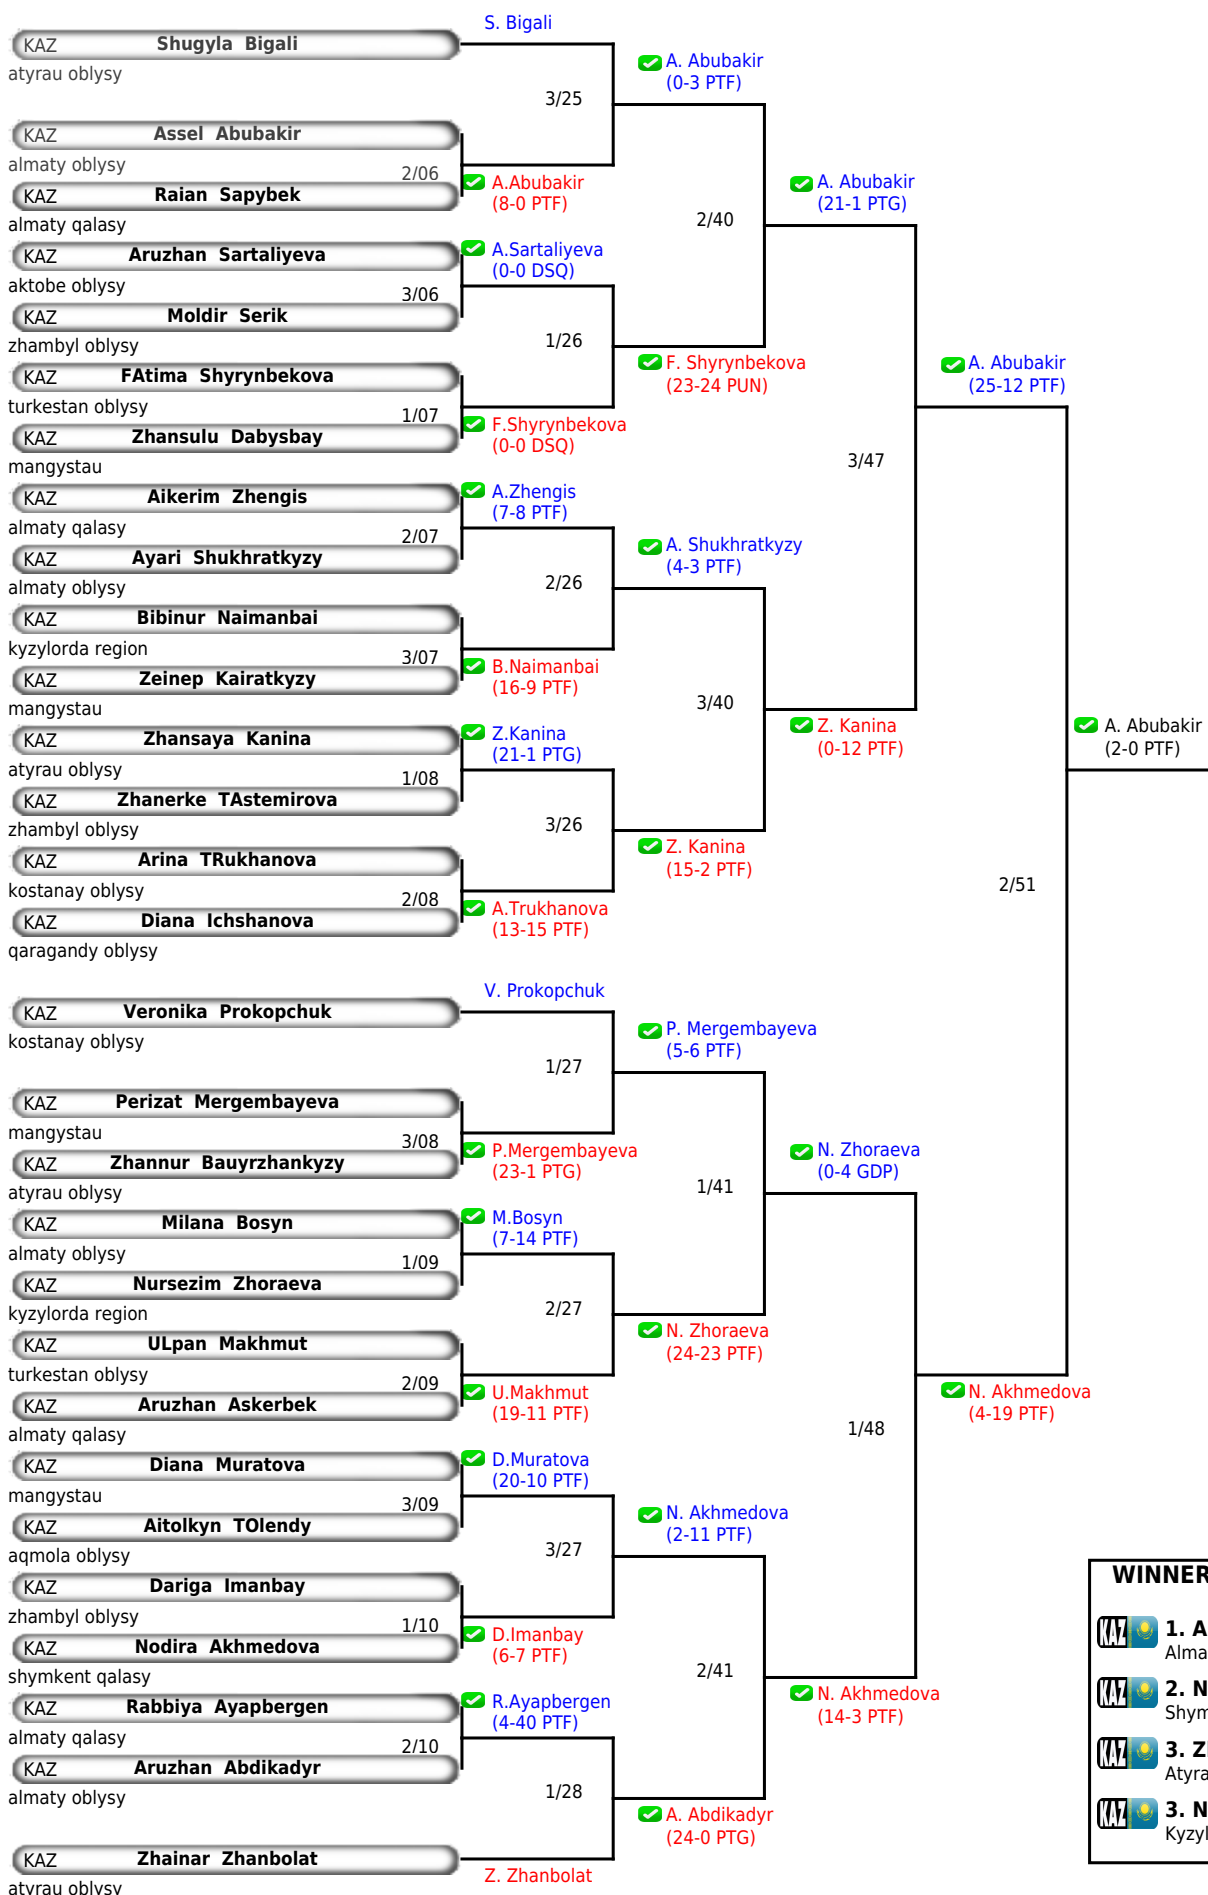 S. Bigali
KAZ Shugyla Bigali
atyrau oblysy
A. Abubakir
(0-3 PTF)
3/25
KAZ Assel Abubakir
almaty oblysy
2/06
KAZ Raian Sapybek
almaty qalasy
A.Abubakir
(8-0 PTF)
A. Abubakir
(21-1 PTG)
2/40
KAZ Aruzhan Sartaliyeva
aktobe oblysy
A.Sartaliyeva
(0-0 DSQ)
3/06
KAZ Moldir Serik
zhambyl oblysy
1/26
KAZ FAtima Shyrynbekova
turkestan oblysy
F. Shyrynbekova
(23-24 PUN)
A. Abubakir
(25-12 PTF)
1/07
KAZ Zhansulu Dabysbay
mangystau
F.Shyrynbekova
(0-0 DSQ)
3/47
KAZ Aikerim Zhengis
almaty qalasy
A.Zhengis
(7-8 PTF)
2/07
KAZ Ayari Shukhratkyzy
almaty oblysy
A. Shukhratkyzy
(4-3 PTF)
2/26
KAZ Bibinur Naimanbai
kyzylorda region
3/07
KAZ Zeinep Kairatkyzy
mangystau
B.Naimanbai
(16-9 PTF)
3/40
KAZ Zhansaya Kanina
atyrau oblysy
Z.Kanina
(21-1 PTG)
Z. Kanina
(0-12 PTF)
A. Abubakir
(2-0 PTF)
1/08
KAZ Zhanerke TAstemirova
zhambyl oblysy
3/26
KAZ Arina TRukhanova
kostanay oblysy
Z. Kanina
(15-2 PTF)
2/08
KAZ Diana Ichshanova
qaragandy oblysy
A.Trukhanova
(13-15 PTF)
2/51
V. Prokopchuk
KAZ Veronika Prokopchuk
kostanay oblysy
P. Mergembayeva
(5-6 PTF)
1/27
KAZ Perizat Mergembayeva
mangystau
3/08
KAZ Zhannur Bauyrzhankyzy
atyrau oblysy
P.Mergembayeva
(23-1 PTG)
N. Zhoraeva
(0-4 GDP)
1/41
KAZ Milana Bosyn
almaty oblysy
M.Bosyn
(7-14 PTF)
1/09
KAZ Nursezim Zhoraeva
kyzylorda region
2/27
KAZ ULpan Makhmut
turkestan oblysy
N. Zhoraeva
(24-23 PTF)
2/09
KAZ Aruzhan Askerbek
almaty qalasy
U.Makhmut
(19-11 PTF)
N. Akhmedova
(4-19 PTF)
1/48
KAZ Diana Muratova
mangystau
D.Muratova
(20-10 PTF)
3/09
KAZ Aitolkyn TOlendy
aqmola oblysy
N. Akhmedova
(2-11 PTF)
3/27
KAZ Dariga Imanbay
zhambyl oblysy
1/10
KAZ Nodira Akhmedova
shymkent qalasy
D.Imanbay
(6-7 PTF)
2/41
KAZ Rabbiya Ayapbergen
almaty qalasy
R.Ayapbergen
(4-40 PTF)
N. Akhmedova
(14-3 PTF)
2/10
KAZ Aruzhan Abdikadyr
almaty oblysy
1/28
A. Abdikadyr
(24-0 PTG)
KAZ Zhainar Zhanbolat
atyrau oblysy
Z. Zhanbolat
WINNER
KAZ 1. A
Alma
KAZ 2. N
Shym
KAZ 3. Zl
Atyra
KAZ 3. N
Kyzyl